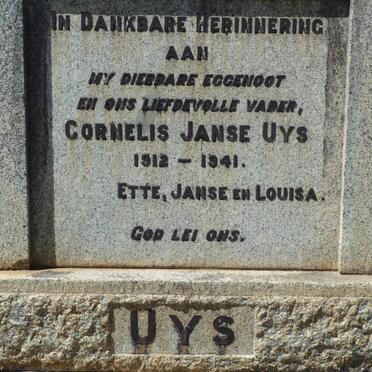 IN DANKBARE HERINNERING
AAN
MY DIERBARE EGGENOOT
EN ONS LIEFDEVOLLE VADER,
CORNELIS JANSE UYS
1912 – 1941.
ETTE, JANSE EN LOUISA.
GOD LEI ONS.
UYS